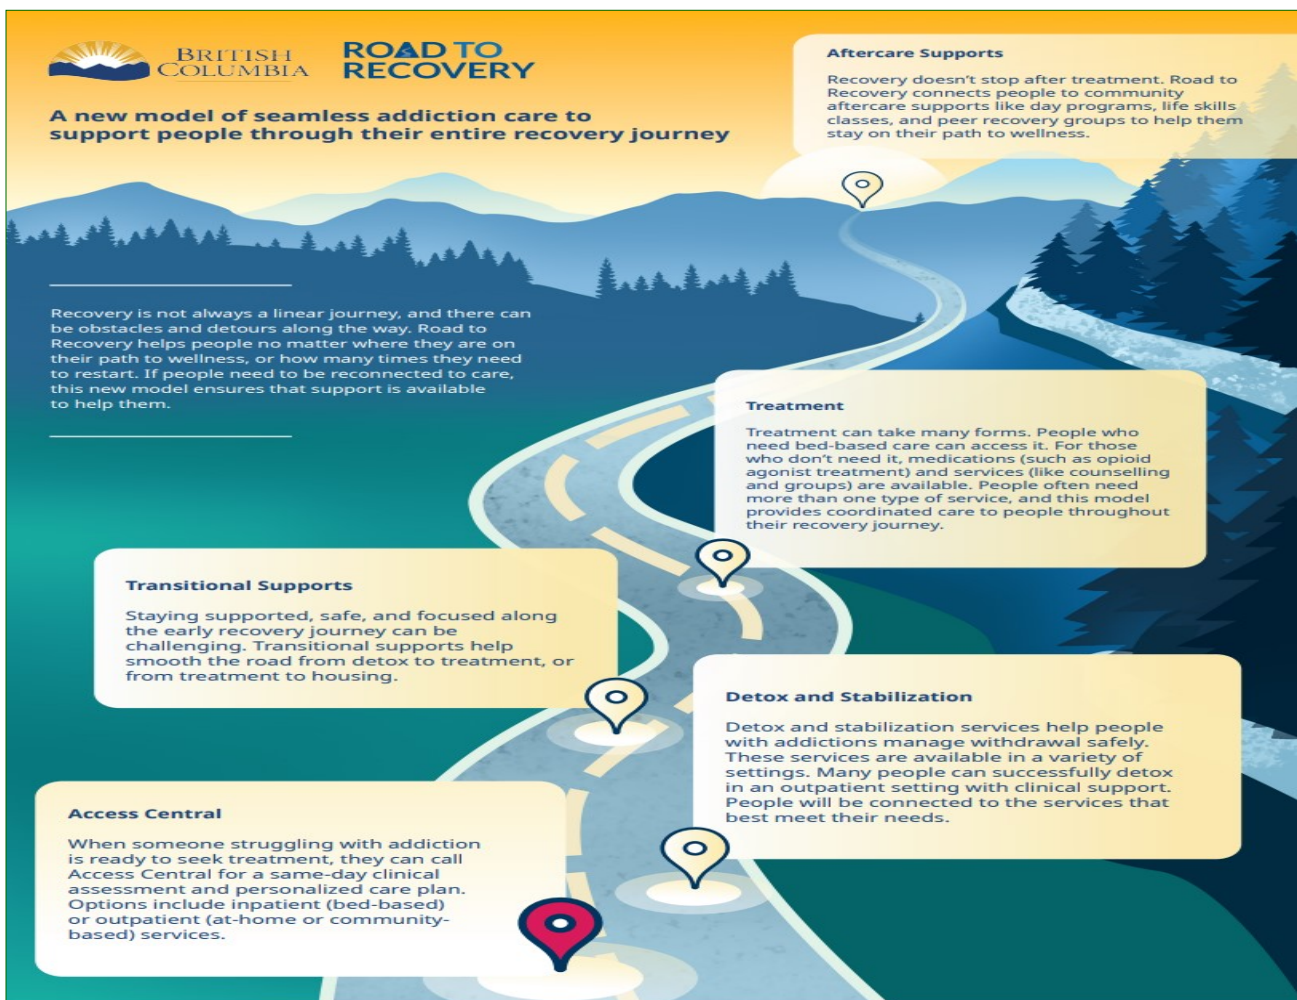 BRITISH
COLUMBIA
ROAD TO
RECOVERY
A new model of seamless addiction care to
support people through their entire recovery journey
Aftercare Supports
Recovery doesn’t stop after treatment. Road to
Recovery connects people to community
aftercare supports like day programs, life skills
classes, and peer recovery groups to help them
stay on their path to wellness.
Recovery is not always a linear journey, and there can
be obstacles and detours along the way. Road to
Recovery helps people no matter where they are on
their path to wellness, or how many times they need
to restart. If people need to be reconnected to care,
this new model ensures that support is available
to help them.
Treatment
Treatment can take many forms. People who
need bed-based care can access it. For those
who don’t need it, medications (such as opioid
agonist treatment) and services (like counselling
and groups) are available. People often need
more than one type of service, and this model
provides coordinated care to people throughout
their recovery journey.
Transitional Supports
Staying supported, safe, and focused along
the early recovery journey can be
challenging. Transitional supports help
smooth the road from detox to treatment, or
from treatment to housing.
Detox and Stabilization
Detox and stabilization services help people
with addictions manage withdrawal safely.
These services are available in a variety of
settings. Many people can successfully detox
in an outpatient setting with clinical support.
People will be connected to the services that
best meet their needs.
Access Central
When someone struggling with addiction
is ready to seek treatment, they can call
Access Central for a same-day clinical
assessment and personalized care plan.
Options include inpatient (bed-based)
or outpatient (at-home or community-
based) services.